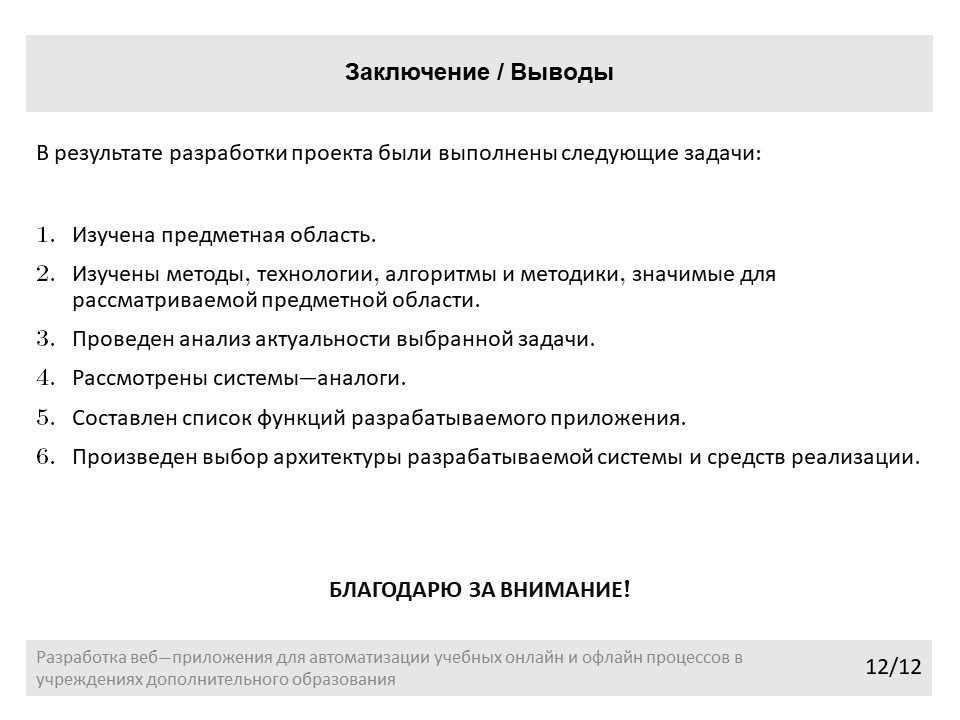 Заключение / Выводы
В результате разработки проекта были выполнены следующие задачи:
1. Изучена предметная область.
2. Изучены методы, технологии, алгоритмы и методики, значимые для
рассматриваемой предметной области.
3. Проведен анализ актуальности выбранной задачи.
4. Рассмотрены системы—аналоги.
5. Составлен список функций разрабатываемого приложения.
6. Произведен выбор архитектуры разрабатываемой системы и средств реализации.
БЛАГОДАРЮ ЗА ВНИМАНИЕ!
Разработка веб—приложения для автоматизации учебных онлайн и офлайн процессов в
учреждениях дополнительного образования
12/12